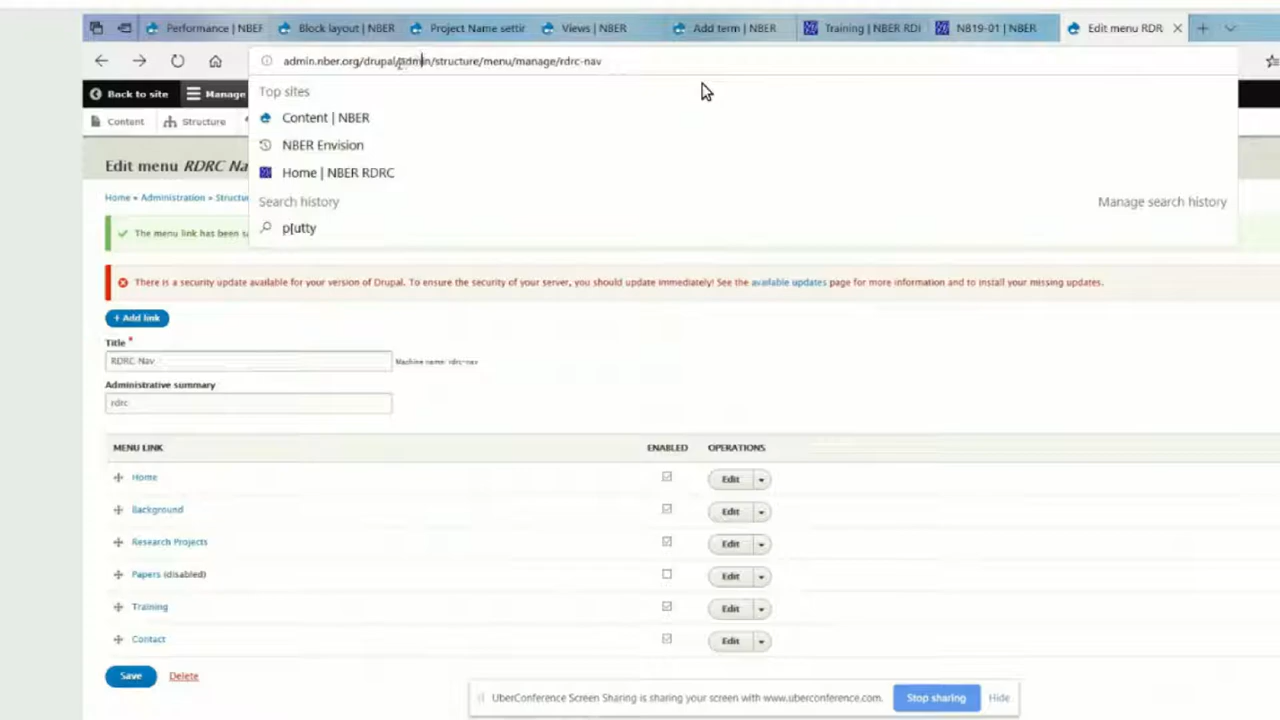 Performance | NBER
Block layout | NBER
Project Name settir
Views | NBER
Add term | NBER
Training | NBER RDI
NB19-01 | NBER
Edit menu RDR
admin.nber.org/drupal/admin/structure/menu/manage/rdrc-nav
Back to site
Manage
Top sites
Content | NBER
NBER Envision
Home | NBER RDRC
Search history
Manage search history
p[utty
Content
Structure
Edit menu RDRC Na
Home » Administration » Structu
The menu link has been s
There is a security update available for your version of Drupal. To ensure the security of your server, you should update immediately! See the available updates page for more information and to install your missing updates.
+ Add link
Title *
RDRC Nav
Machine name: rdrc-nav
Administrative summary
rdrc
MENU LINK ENABLED OPERATIONS
Home Edit
Background Edit
Research Projects Edit
Papers (disabled) Edit
Training Edit
Contact Edit
Save Delete
UberConference Screen Sharing is sharing your screen with www.uberconference.com. Stop sharing Hide